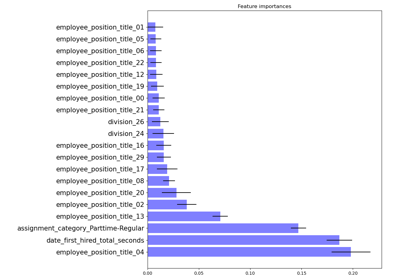 Feature importances
employee_position_title_01
employee_position_title_05
employee_position_title_06
employee_position_title_22
employee_position_title_12
employee_position_title_19
employee_position_title_00
employee_position_title_21
division_26
division_24
employee_position_title_16
employee_position_title_29
employee_position_title_17
employee_position_title_08
employee_position_title_20
employee_position_title_02
employee_position_title_13
assignment_category_Parttime-Regular
date_first_hired_total_seconds
employee_position_title_04
0.00 0.05 0.10 0.15 0.20